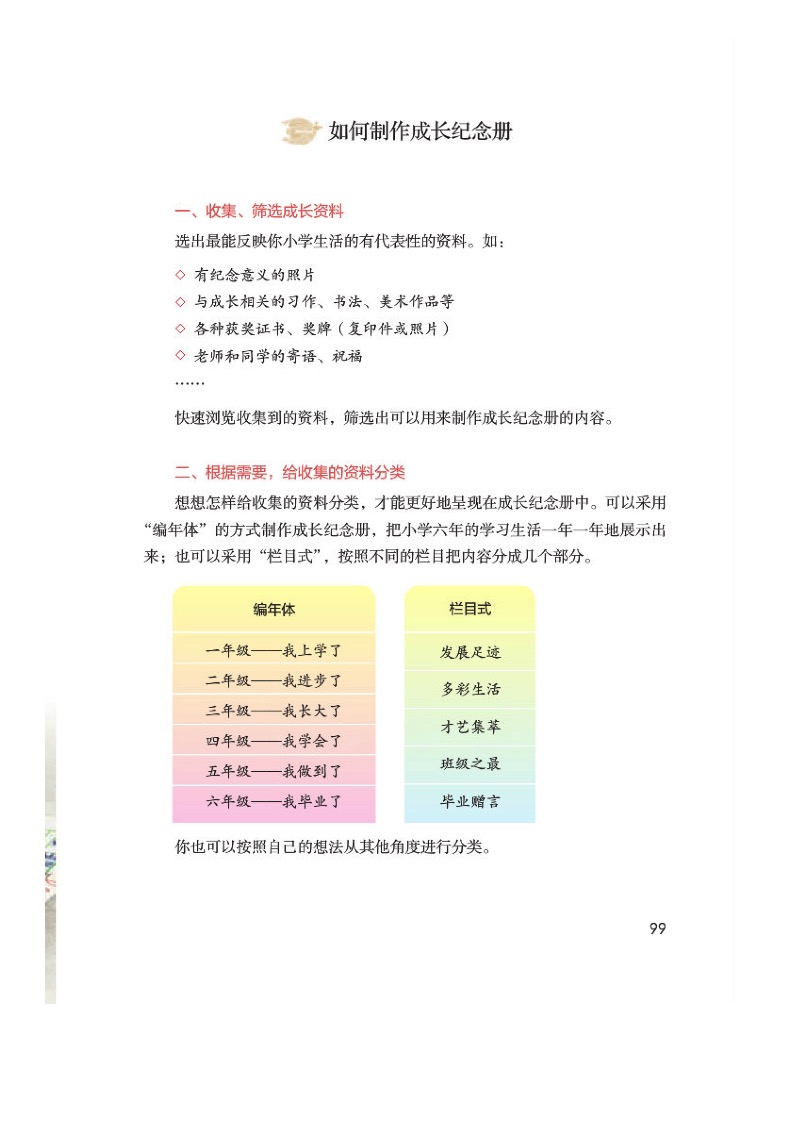 如何制作成长纪念册
一、收集、筛选成长资料
选出最能反映你小学生活的有代表性的资料。如：
◇ 有纪念意义的照片
◇ 与成长相关的习作、书法、美术作品等
◇ 各种获奖证书、奖牌（复印件或照片）
◇ 老师和同学的寄语、祝福
……
快速浏览收集到的资料，筛选出可以用来制作成长纪念册的内容。
二、根据需要，给收集的资料分类
想想怎样给收集的资料分类，才能更好地呈现在成长纪念册中。可以采用
“编年体”的方式制作成长纪念册，把小学六年的学习生活一年一年地展示出
来；也可以采用“栏目式”，按照不同的栏目把内容分成几个部分。
编年体
一年级——我上学了
二年级——我进步了
三年级——我长大了
四年级——我学会了
五年级——我做到了
六年级——我毕业了
栏目式
发展足迹
多彩生活
才艺集萃
班级之最
毕业赠言
你也可以按照自己的想法从其他角度进行分类。
99